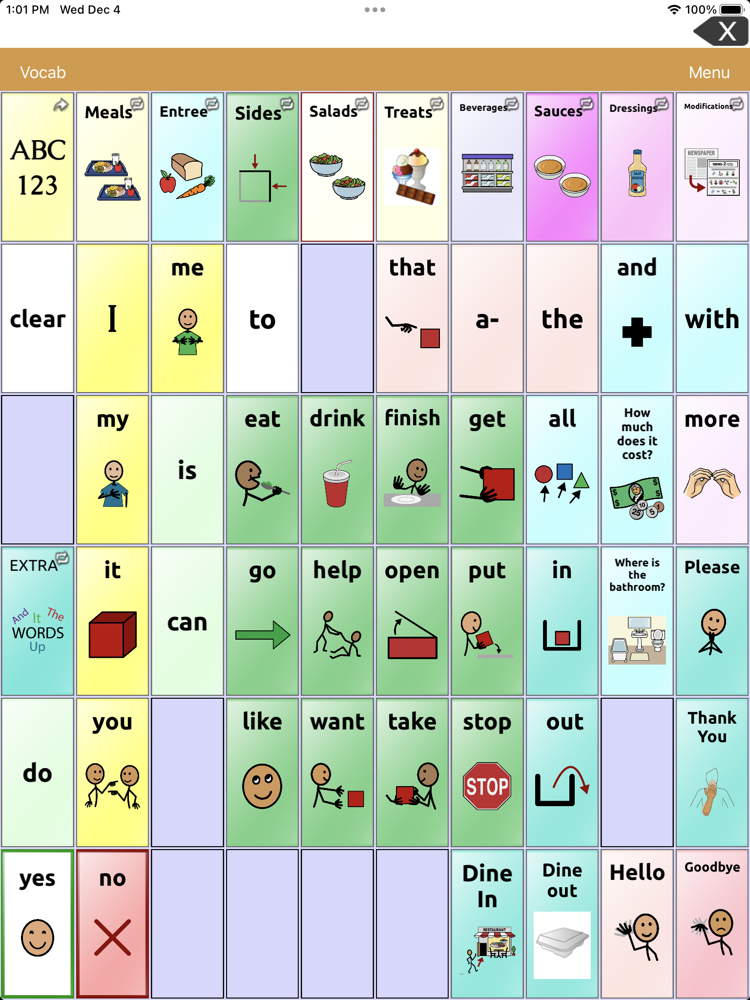 1:01 PM Wed Dec 4
100%
X
Vocab
Menu
ABC
123
Meals
Entree
Sides
Salads
Treats
Beverages
Sauces
Dressings
SALAD
DRESSING
Modifications
NEWSPAPER
news-2-you
clear
I
me
to
that
a-
the
and
with
my
is
eat
drink
finish
get
all
How
much
does it
cost?
$
$
$
$
10
25
5
1
more
EXTRA
And
It
The
WORDS
Up
it
can
go
help
open
put
in
Where is
the
bathroom?
Please
do
you
like
want
take
stop
STOP
out
Thank
You
yes
no
Dine
In
RESTAURANT
Dine
out
Hello
Goodbye